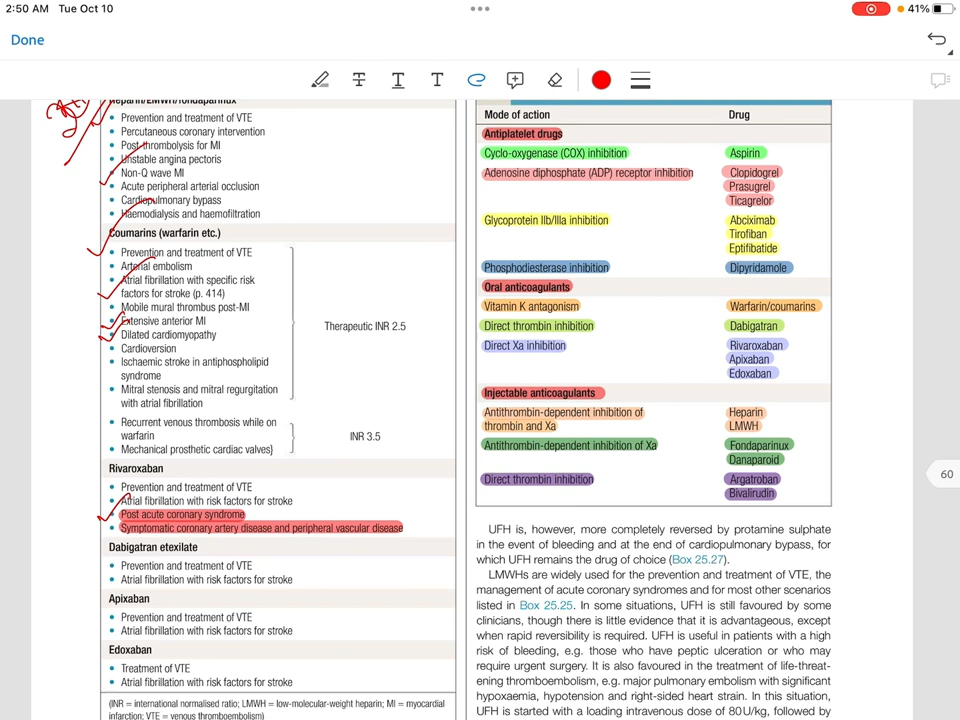 2:50 AM Tue Oct 10
41%
Done
Heparin/LMWH/fondaparinux
• Prevention and treatment of VTE
• Percutaneous coronary intervention
• Post-thrombolysis for MI
• Unstable angina pectoris
• Non-Q wave MI
• Acute peripheral arterial occlusion
• Cardiopulmonary bypass
• Haemodialysis and haemofiltration
Coumarins (warfarin etc.)
• Prevention and treatment of VTE
• Arterial embolism
• Atrial fibrillation with specific risk
factors for stroke (p. 414)
• Mobile mural thrombus post-MI
• Extensive anterior MI
• Dilated cardiomyopathy
• Cardioversion
• Ischaemic stroke in antiphospholipid
syndrome
• Mitral stenosis and mitral regurgitation
with atrial fibrillation
Therapeutic INR 2.5
• Recurrent venous thrombosis while on
warfarin
• Mechanical prosthetic cardiac valves}
INR 3.5
Rivaroxaban
• Prevention and treatment of VTE
• Atrial fibrillation with risk factors for stroke
• Post acute coronary syndrome
• Symptomatic coronary artery disease and peripheral vascular disease
Dabigatran etexilate
• Prevention and treatment of VTE
• Atrial fibrillation with risk factors for stroke
Apixaban
• Prevention and treatment of VTE
• Atrial fibrillation with risk factors for stroke
Edoxaban
• Treatment of VTE
• Atrial fibrillation with risk factors for stroke
(INR = international normalised ratio; LMWH = low-molecular-weight heparin; MI = myocardial
infarction; VTE = venous thromboembolism)
Mode of action Drug
Antiplatelet drugs
Cyclo-oxygenase (COX) inhibition Aspirin
Adenosine diphosphate (ADP) receptor inhibition Clopidogrel
Prasugrel
Ticagrelor
Glycoprotein IIb/IIIa inhibition Abciximab
Tirofiban
Eptifibatide
Phosphodiesterase inhibition Dipyridamole
Oral anticoagulants
Vitamin K antagonism Warfarin/coumarins
Direct thrombin inhibition Dabigatran
Direct Xa inhibition Rivaroxaban
Apixaban
Edoxaban
Injectable anticoagulants
Antithrombin-dependent inhibition of Heparin
thrombin and Xa LMWH
Antithrombin-dependent inhibition of Xa Fondaparinux
Danaparoid
Direct thrombin inhibition Argatroban
Bivalirudin
UFH is, however, more completely reversed by protamine sulphate
in the event of bleeding and at the end of cardiopulmonary bypass, for
which UFH remains the drug of choice (Box 25.27).
LMWHs are widely used for the prevention and treatment of VTE, the
management of acute coronary syndromes and for most other scenarios
listed in Box 25.25. In some situations, UFH is still favoured by some
clinicians, though there is little evidence that it is advantageous, except
when rapid reversibility is required. UFH is useful in patients with a high
risk of bleeding, e.g. those who have peptic ulceration or who may
require urgent surgery. It is also favoured in the treatment of life-threat-
ening thromboembolism, e.g. major pulmonary embolism with significant
hypoxaemia, hypotension and right-sided heart strain. In this situation,
UFH is started with a loading intravenous dose of 80 U/kg, followed by
60